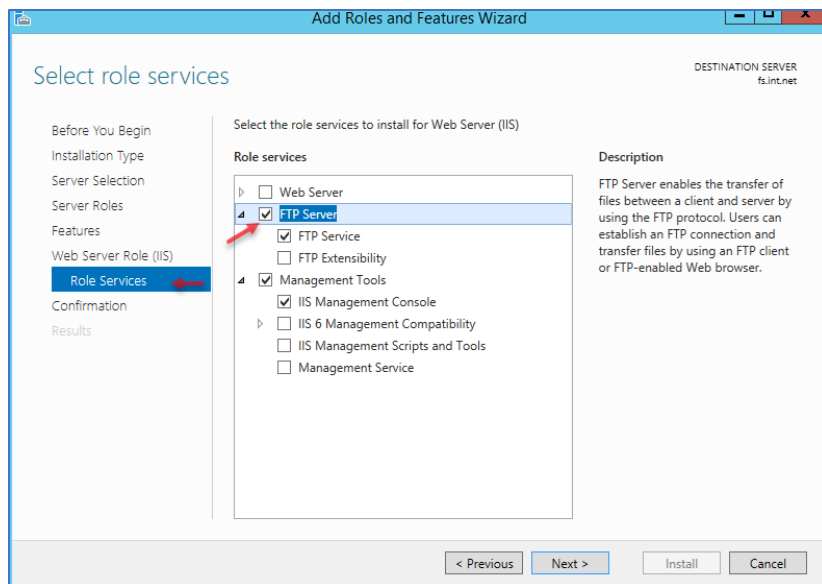 Add Roles and Features Wizard
Select role services
DESTINATION SERVER
fs.int.net
Before You Begin
Installation Type
Server Selection
Server Roles
Features
Web Server Role (IIS)
Role Services
Confirmation
Results
Select the role services to install for Web Server (IIS)
Role services
Web Server
FTP Server
FTP Service
FTP Extensibility
Management Tools
IIS Management Console
IIS 6 Management Compatibility
IIS Management Scripts and Tools
Management Service
Description
FTP Server enables the transfer of
files between a client and server by
using the FTP protocol. Users can
establish an FTP connection and
transfer files by using an FTP client
or FTP-enabled Web browser.
< Previous
Next >
Install
Cancel